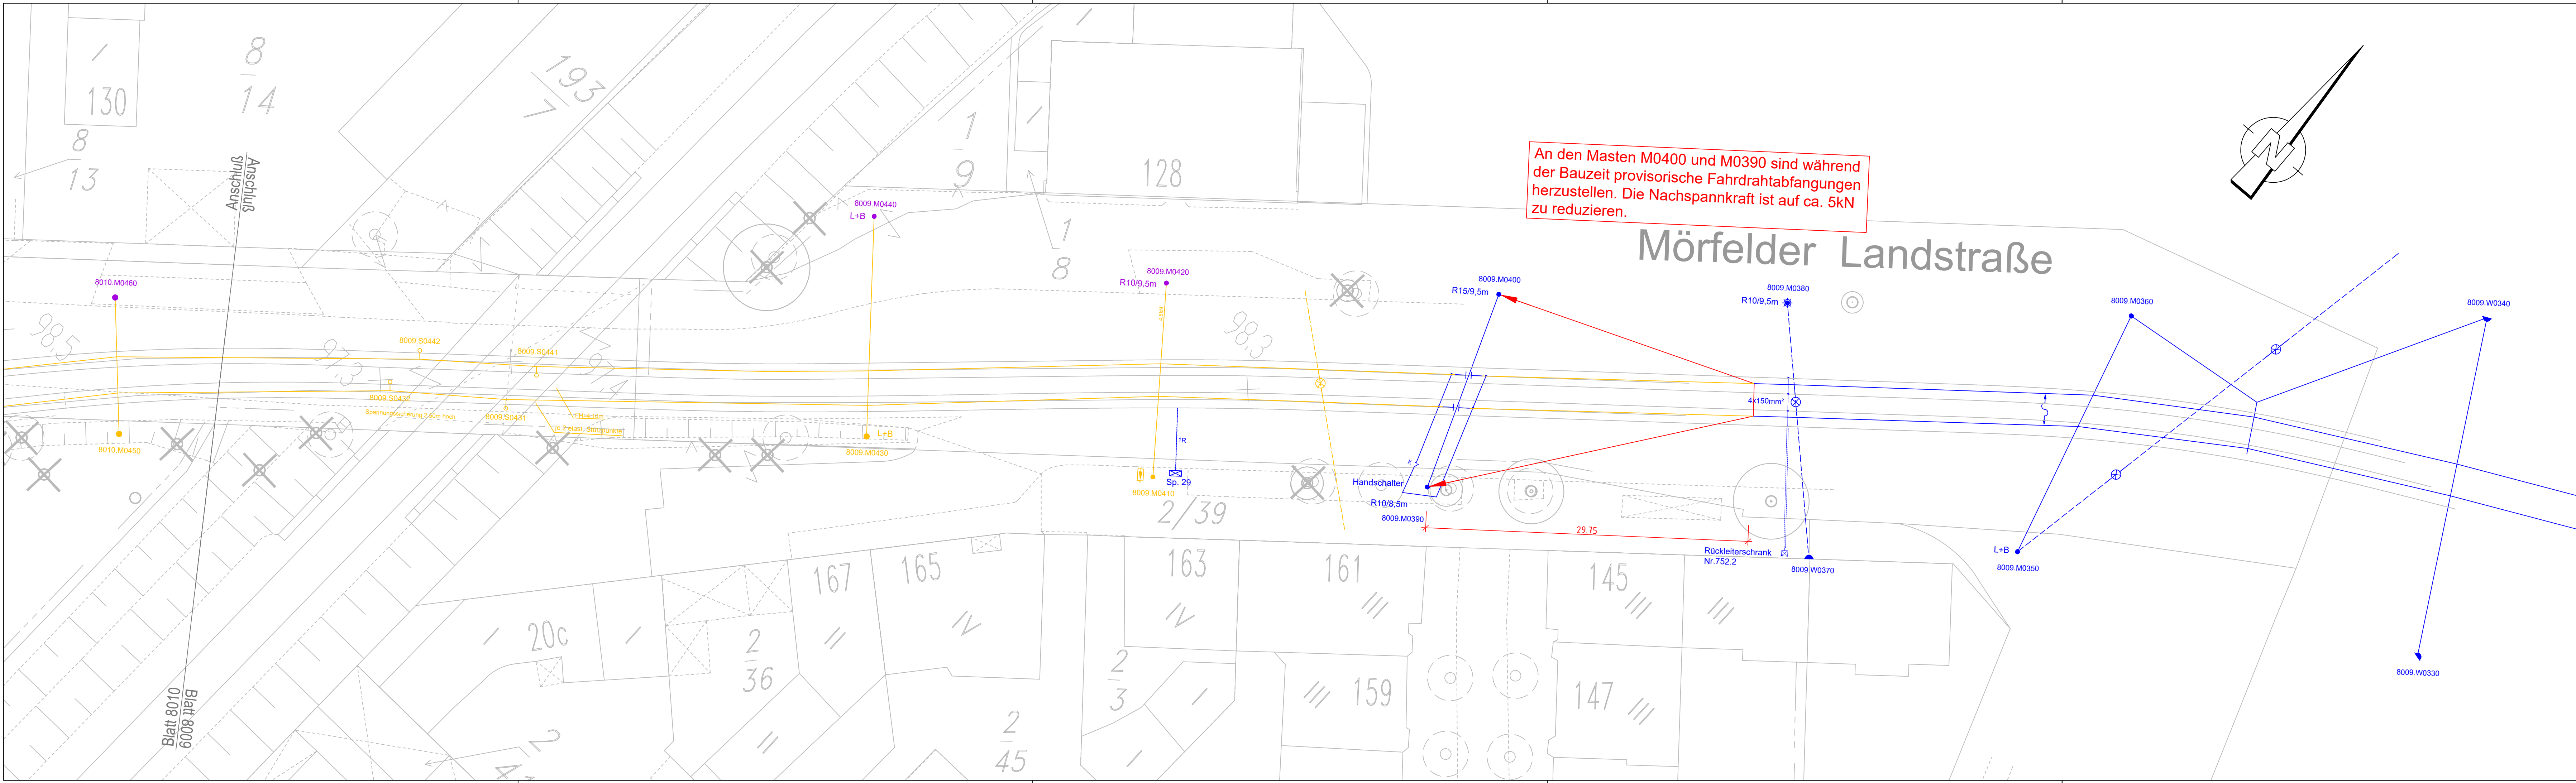 130
8
14
8
13
193
7
Anschluß
Anschluß
1
9
128
1
8
8009.M0440
L+B
8009.M0420
R10/9,5m
8010.M0460
An den Masten M0400 und M0390 sind während
der Bauzeit provisorische Fahrdrahtabfangungen
herzustellen. Die Nachspannkraft ist auf ca. 5kN
zu reduzieren.
Mörfelder Landstraße
N
8009.M0400
R15/9,5m
8009.M0380
R10/9,5m
8009.M0360
8009.W0340
98.5
98.3
8009.S0442
8009.S0441
8009.S0432
8009.S0431
8010.M0450
L+B
8009.M0430
8009.M0410
1R
Sp. 29
4x150mm²
K
Handschalter
R10/8,5m
8009.M0390
29.75
Rückleiterschrank
Nr.752.2
8009.W0370
L+B
8009.M0350
8009.W0330
2/39
167
165
163
161
145
20c
2
36
2
3
159
147
2
45
2
Blatt 8010
Blatt 8009